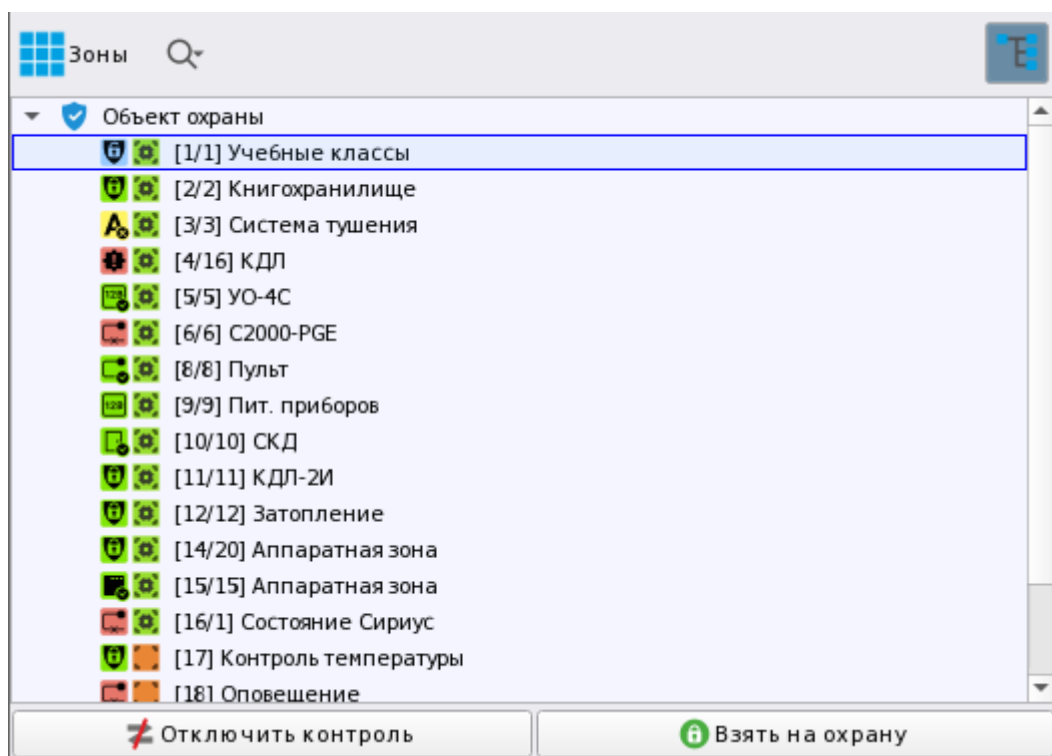 Зоны
Объект охраны
[1/1] Учебные классы
[2/2] Книгохранилище
[3/3] Система тушения
[4/16] КДЛ
[5/5] УО-4С
[6/6] С2000-PGE
[8/8] Пульт
[9/9] Пит. приборов
[10/10] СКД
[11/11] КДЛ-2И
[12/12] Затопление
[14/20] Аппаратная зона
[15/15] Аппаратная зона
[16/1] Состояние Сириус
[17] Контроль температуры
[18] Оповещение
Отключить контроль
Взять на охрану